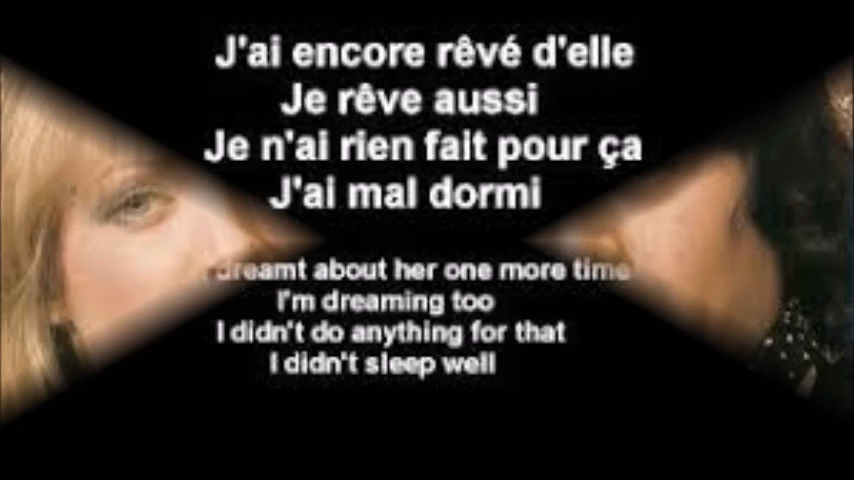 J'ai encore rêvé d'elle
Je rêve aussi
Je n'ai rien fait pour ça
J'ai mal dormi
dreamt about her one more time
I'm dreaming too
I didn't do anything for that
I didn't sleep well